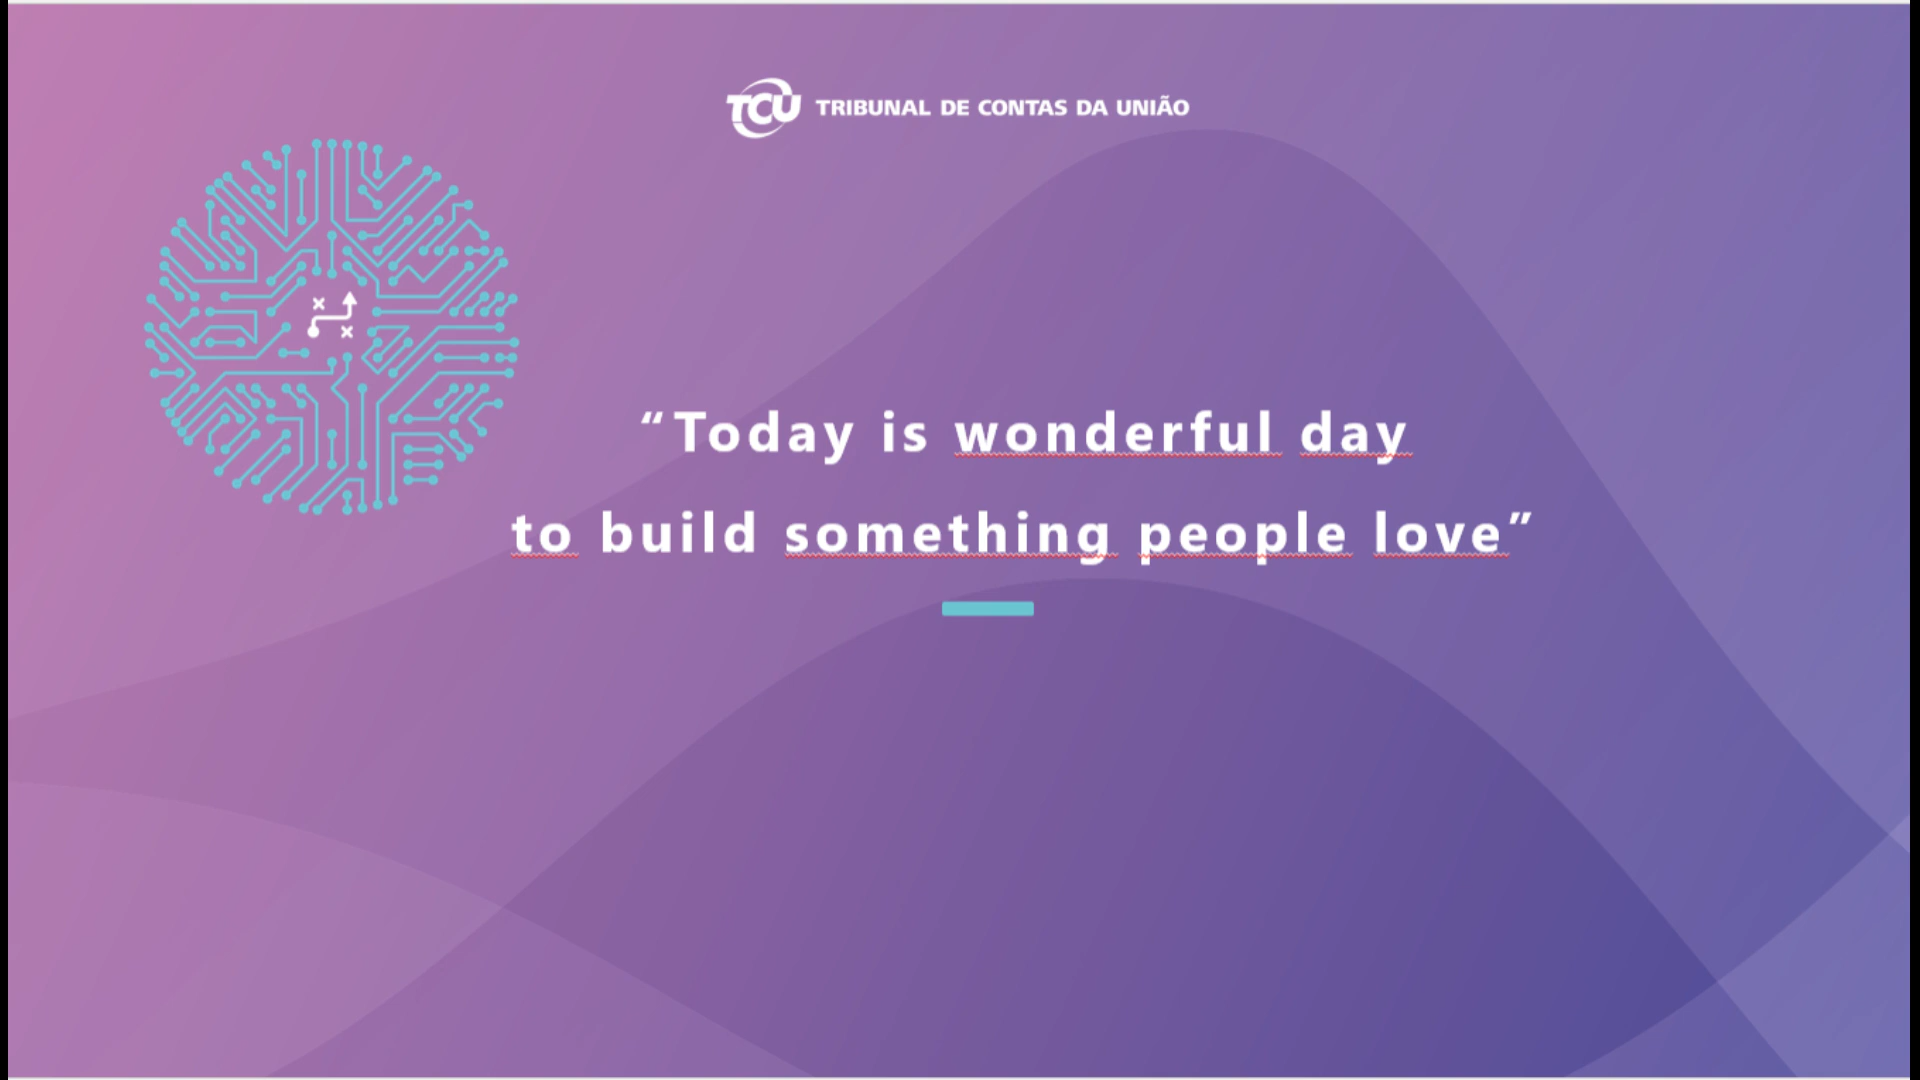 TCU TRIBUNAL DE CONTAS DA UNIÃO
“Today is wonderful day
to build something people love”